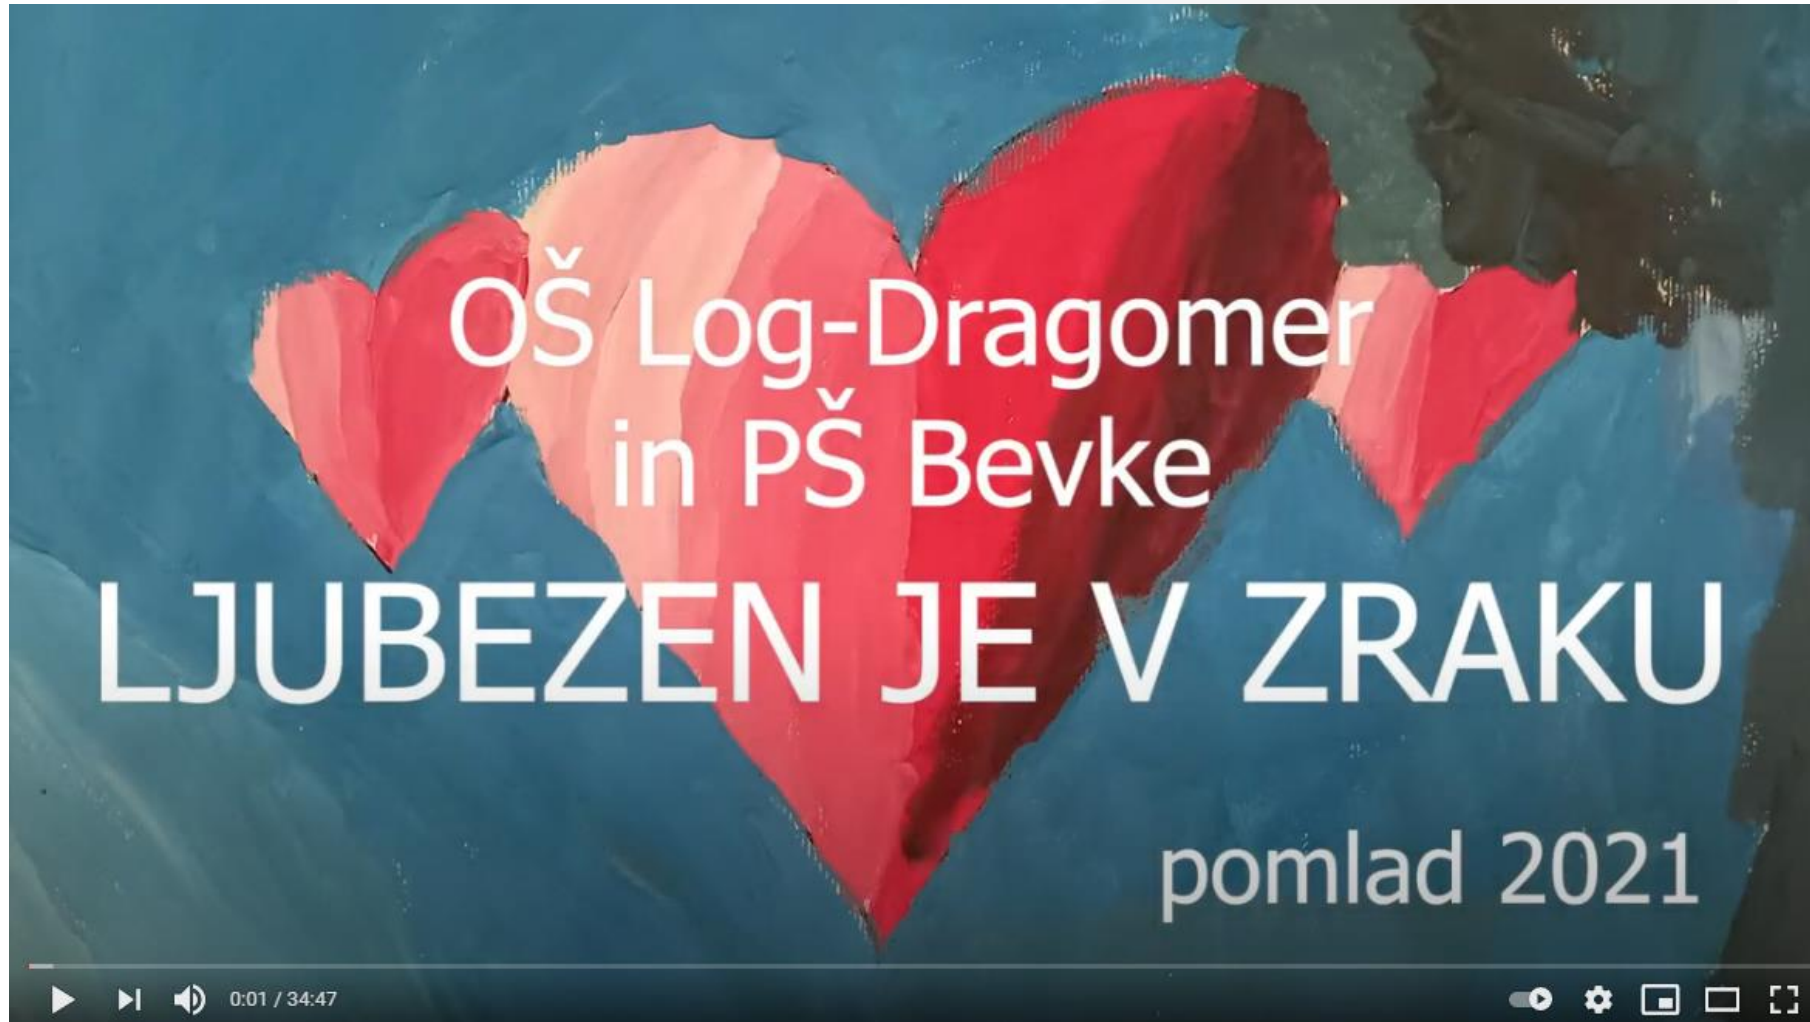 OŠ Log-Dragomer
in PŠ Bevke
LJUBEZEN JE V ZRAKU
pomlad 2021
0:01 / 34:47